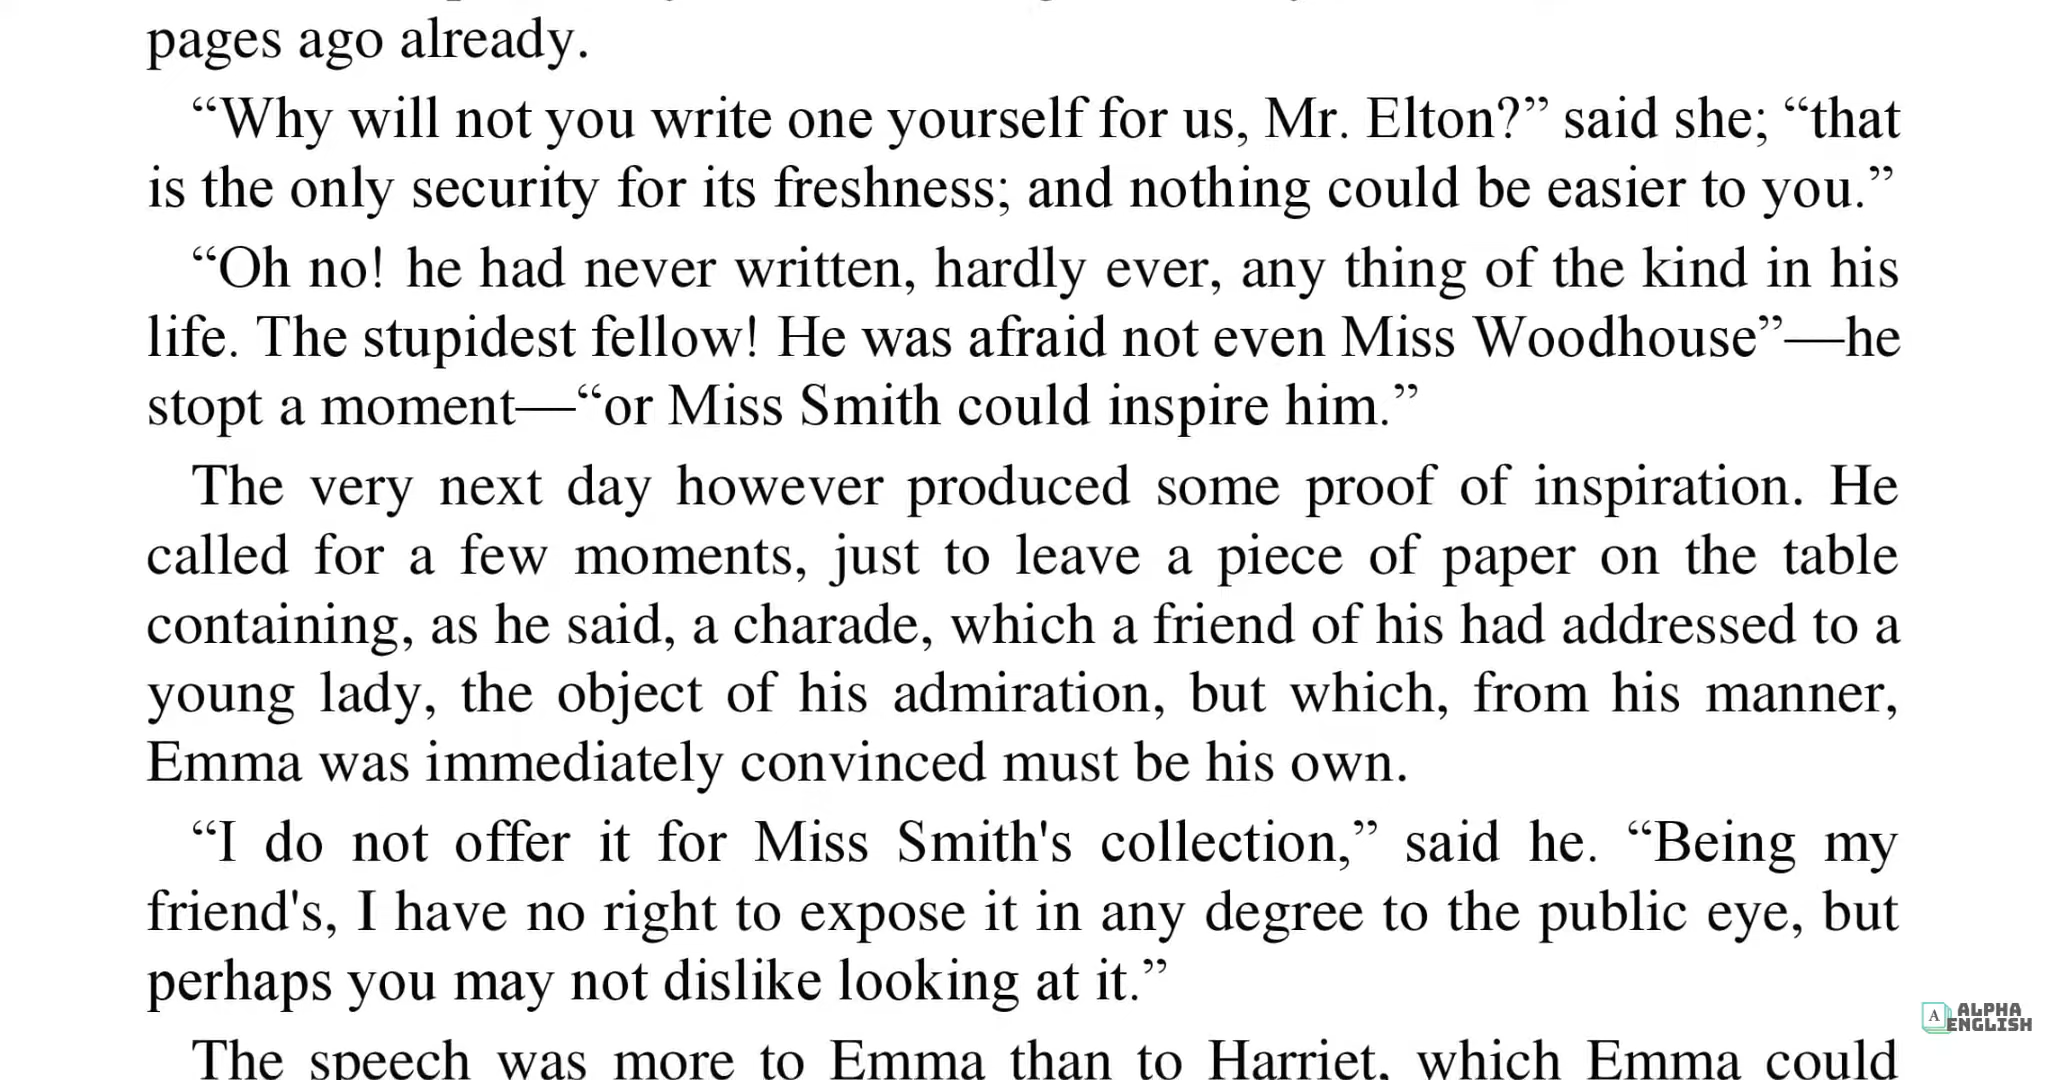 pages ago already.
“Why will not you write one yourself for us, Mr. Elton?” said she; “that
is the only security for its freshness; and nothing could be easier to you.”
“Oh no! he had never written, hardly ever, any thing of the kind in his
life. The stupidest fellow! He was afraid not even Miss Woodhouse”—he
stopt a moment—“or Miss Smith could inspire him.”
The very next day however produced some proof of inspiration. He
called for a few moments, just to leave a piece of paper on the table
containing, as he said, a charade, which a friend of his had addressed to a
young lady, the object of his admiration, but which, from his manner,
Emma was immediately convinced must be his own.
“I do not offer it for Miss Smith's collection,” said he. “Being my
friend's, I have no right to expose it in any degree to the public eye, but
perhaps you may not dislike looking at it.”
The speech was more to Emma than to Harriet, which Emma could
A ALPHA
ENGLISH